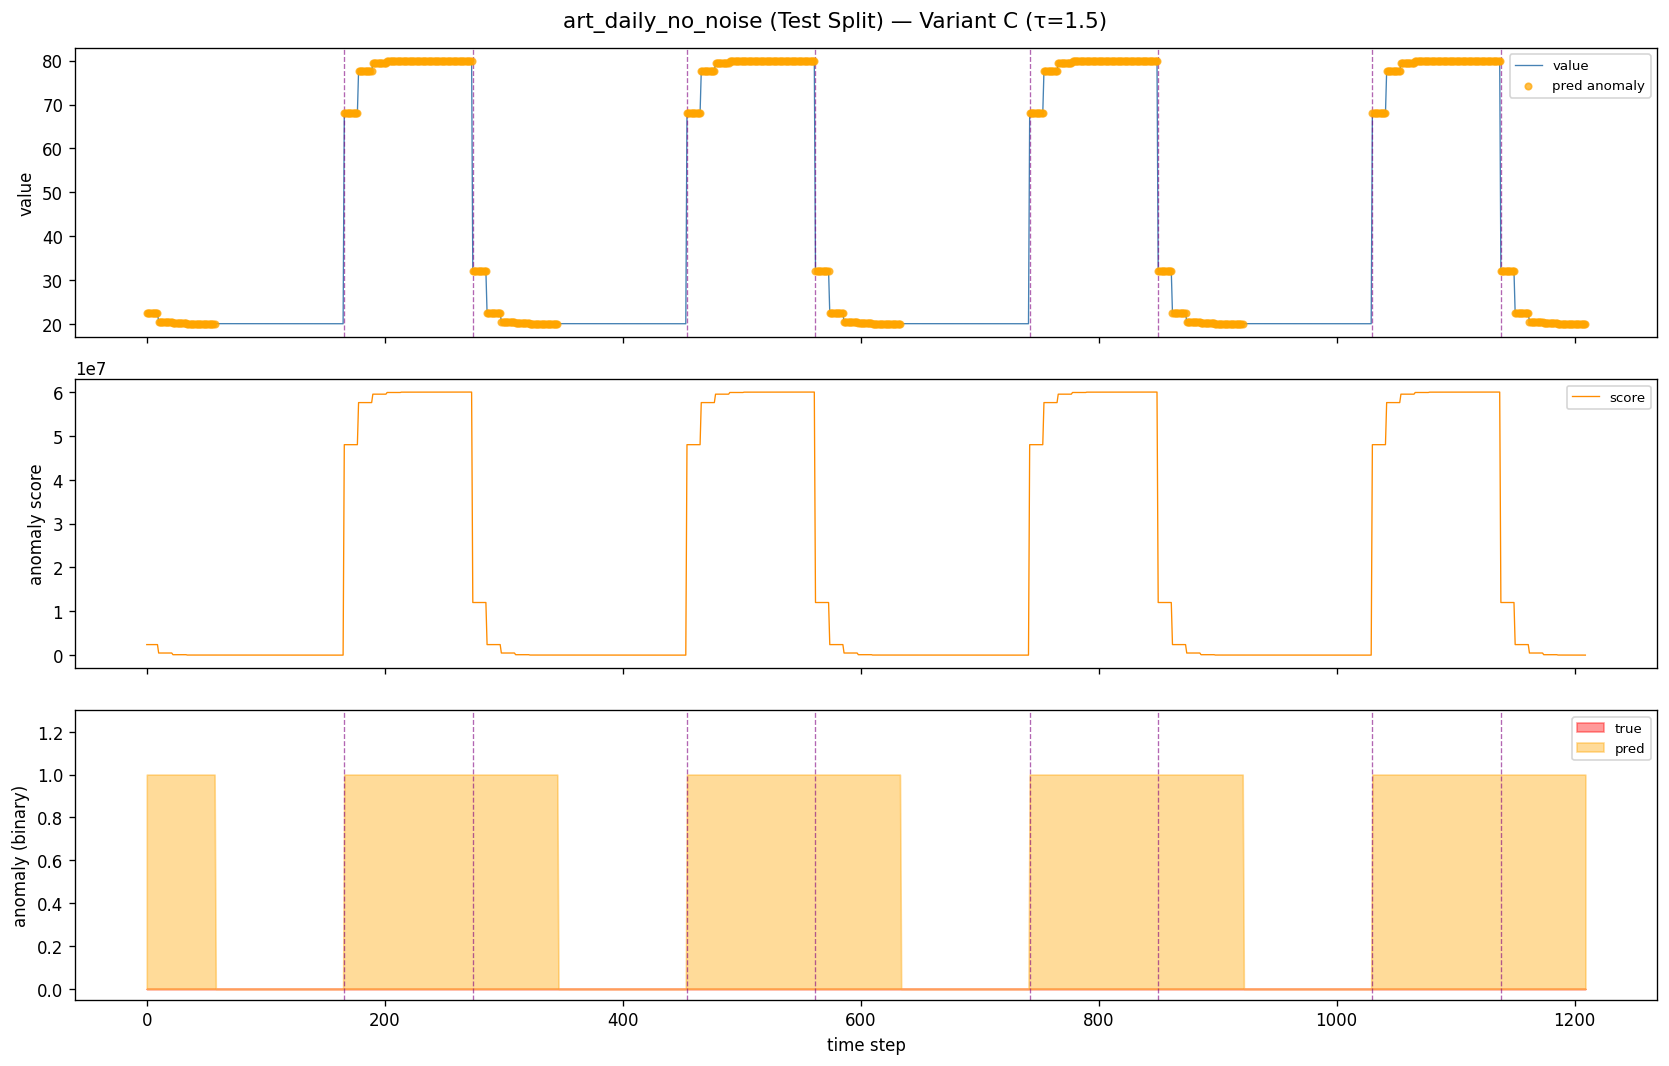 art_daily_no_noise (Test Split) — Variant C (τ=1.5)
value
pred anomaly
80
70
60
50
40
30
20
value
1e7
score
6
5
4
3
2
1
0
anomaly score
true
pred
1.2
1.0
0.8
0.6
0.4
0.2
0.0
anomaly (binary)
0
200
400
600
800
1000
1200
time step